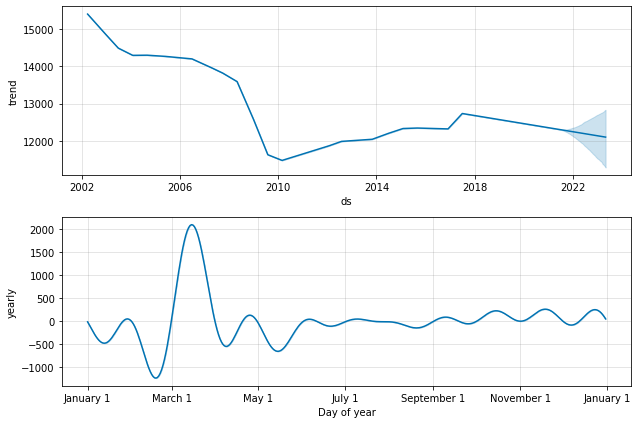 15000
14000
13000
12000
trend
2002 2006 2010 2014 2018 2022
ds
2000
1500
1000
500
0
−500
−1000
yearly
January 1 March 1 May 1 July 1 September 1 November 1 January 1
Day of year